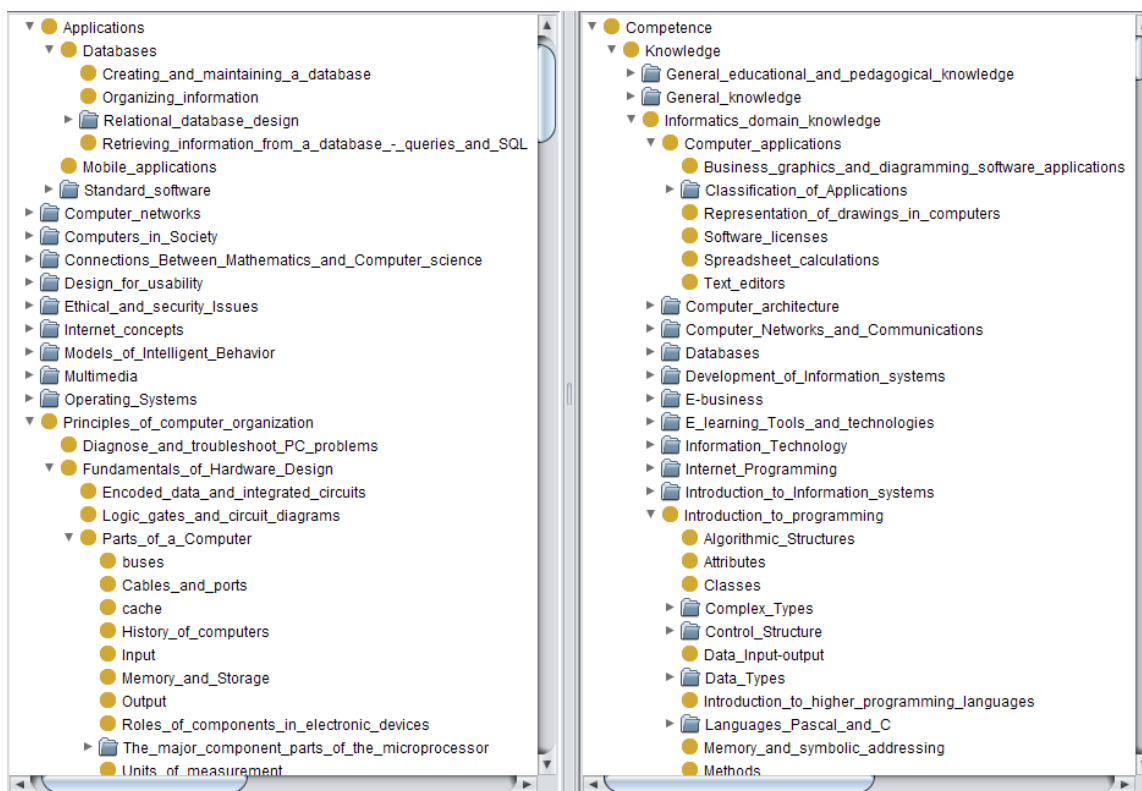 Applications
Databases
Creating_and_maintaining_a_database
Organizing_information
Relational_database_design
Retrieving_information_from_a_database_-_queries_and_SQL
Mobile_applications
Standard_software
Computer_networks
Computers_in_Society
Connections_Between_Mathematics_and_Computer_science
Design_for_usability
Ethical_and_security_Issues
Internet_concepts
Models_of_Intelligent_Behavior
Multimedia
Operating_Systems
Principles_of_computer_organization
Diagnose_and_troubleshoot_PC_problems
Fundamentals_of_Hardware_Design
Encoded_data_and_integrated_circuits
Logic_gates_and_circuit_diagrams
Parts_of_a_Computer
buses
Cables_and_ports
cache
History_of_computers
Input
Memory_and_Storage
Output
Roles_of_components_in_electronic_devices
The_major_component_parts_of_the_microprocessor
Units_of_measurement
Competence
Knowledge
General_educational_and_pedagogical_knowledge
General_knowledge
Informatics_domain_knowledge
Computer_applications
Business_graphics_and_diagramming_software_applications
Classification_of_Applications
Representation_of_drawings_in_computers
Software_licenses
Spreadsheet_calculations
Text_editors
Computer_architecture
Computer_Networks_and_Communications
Databases
Development_of_Information_systems
E-business
E_learning_Tools_and_technologies
Information_Technology
Internet_Programming
Introduction_to_Information_systems
Introduction_to_programming
Algorithmic_Structures
Attributes
Classes
Complex_Types
Control_Structure
Data_Input-output
Data_Types
Introduction_to_higher_programming_languages
Languages_Pascal_and_C
Memory_and_symbolic_addressing
Methods